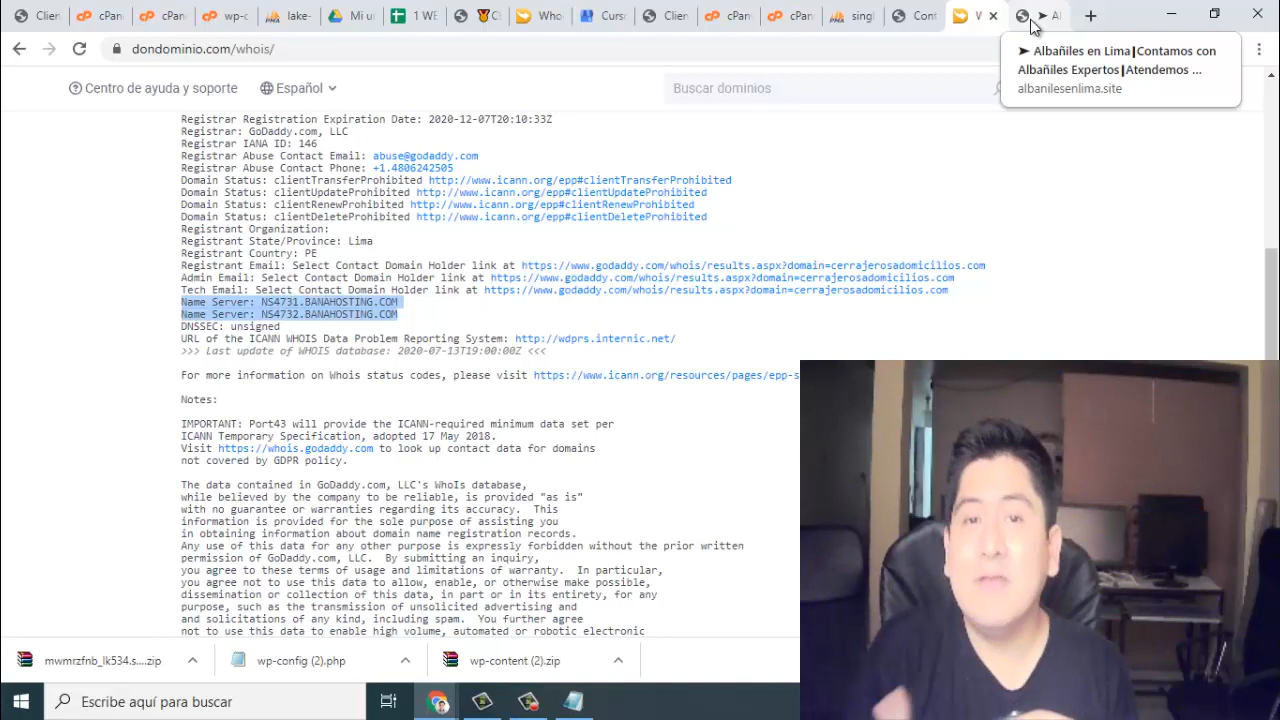 cPan
cPan
wp-c
lake-
Mi u
1 WE
Who
Curs
Clien
cPan
cPan
singl
Cont
➤ Al
dondominio.com/whois/
➤ Albañiles en Lima┃Contamos con
Albañiles Expertos┃Atendemos ...
albanilesenlima.site
Centro de ayuda y soporte
Español
Buscar dominios
Registrar Registration Expiration Date: 2020-12-07T20:10:33Z
Registrar: GoDaddy.com, LLC
Registrar IANA ID: 146
Registrar Abuse Contact Email: abuse@godaddy.com
Registrar Abuse Contact Phone: +1.4806242505
Domain Status: clientTransferProhibited http://www.icann.org/epp#clientTransferProhibited
Domain Status: clientUpdateProhibited http://www.icann.org/epp#clientUpdateProhibited
Domain Status: clientRenewProhibited http://www.icann.org/epp#clientRenewProhibited
Domain Status: clientDeleteProhibited http://www.icann.org/epp#clientDeleteProhibited
Registrant Organization:
Registrant State/Province: Lima
Registrant Country: PE
Registrant Email: Select Contact Domain Holder link at https://www.godaddy.com/whois/results.aspx?domain=cerrajerosadomicilios.com
Admin Email: Select Contact Domain Holder link at https://www.godaddy.com/whois/results.aspx?domain=cerrajerosadomicilios.com
Tech Email: Select Contact Domain Holder link at https://www.godaddy.com/whois/results.aspx?domain=cerrajerosadomicilios.com
Name Server: NS4731.BANAHOSTING.COM
Name Server: NS4732.BANAHOSTING.COM
DNSSEC: unsigned
URL of the ICANN WHOIS Data Problem Reporting System: http://wdprs.internic.net/
>>> Last update of WHOIS database: 2020-07-13T19:00:00Z <<<
For more information on Whois status codes, please visit https://www.icann.org/resources/pages/epp-s
Notes:
IMPORTANT: Port43 will provide the ICANN-required minimum data set per
ICANN Temporary Specification, adopted 17 May 2018.
Visit https://whois.godaddy.com to look up contact data for domains
not covered by GDPR policy.
The data contained in GoDaddy.com, LLC's WhoIs database,
while believed by the company to be reliable, is provided "as is"
with no guarantee or warranties regarding its accuracy. This
information is provided for the sole purpose of assisting you
in obtaining information about domain name registration records.
Any use of this data for any other purpose is expressly forbidden without the prior written
permission of GoDaddy.com, LLC. By submitting an inquiry,
you agree to these terms of usage and limitations of warranty. In particular,
you agree not to use this data to allow, enable, or otherwise make possible,
dissemination or collection of this data, in part or in its entirety, for any
purpose, such as the transmission of unsolicited advertising and
and solicitations of any kind, including spam. You further agree
not to use this data to enable high volume, automated or robotic electronic
mwmrzfnb_lk534.s....zip
wp-config (2).php
wp-content (2).zip
Escribe aquí para buscar